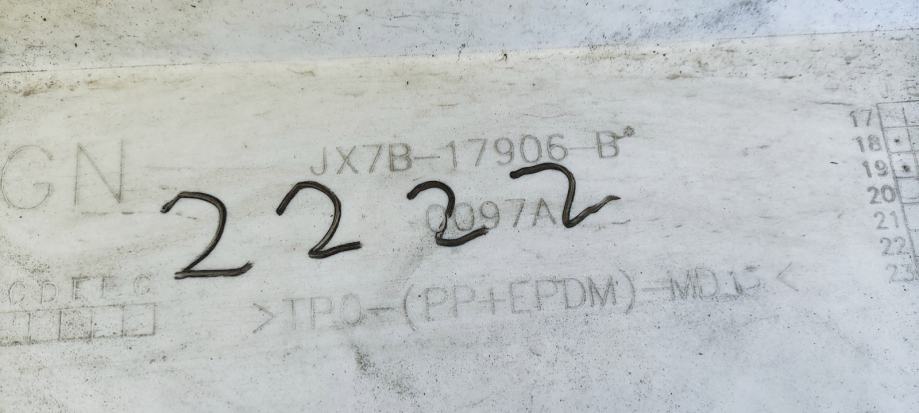 GN
JX7B-17906-B
2222
0097A
C D E F G
>TPO-(PP+EPDM)-MD15<
17
18
19
20
21
22
23